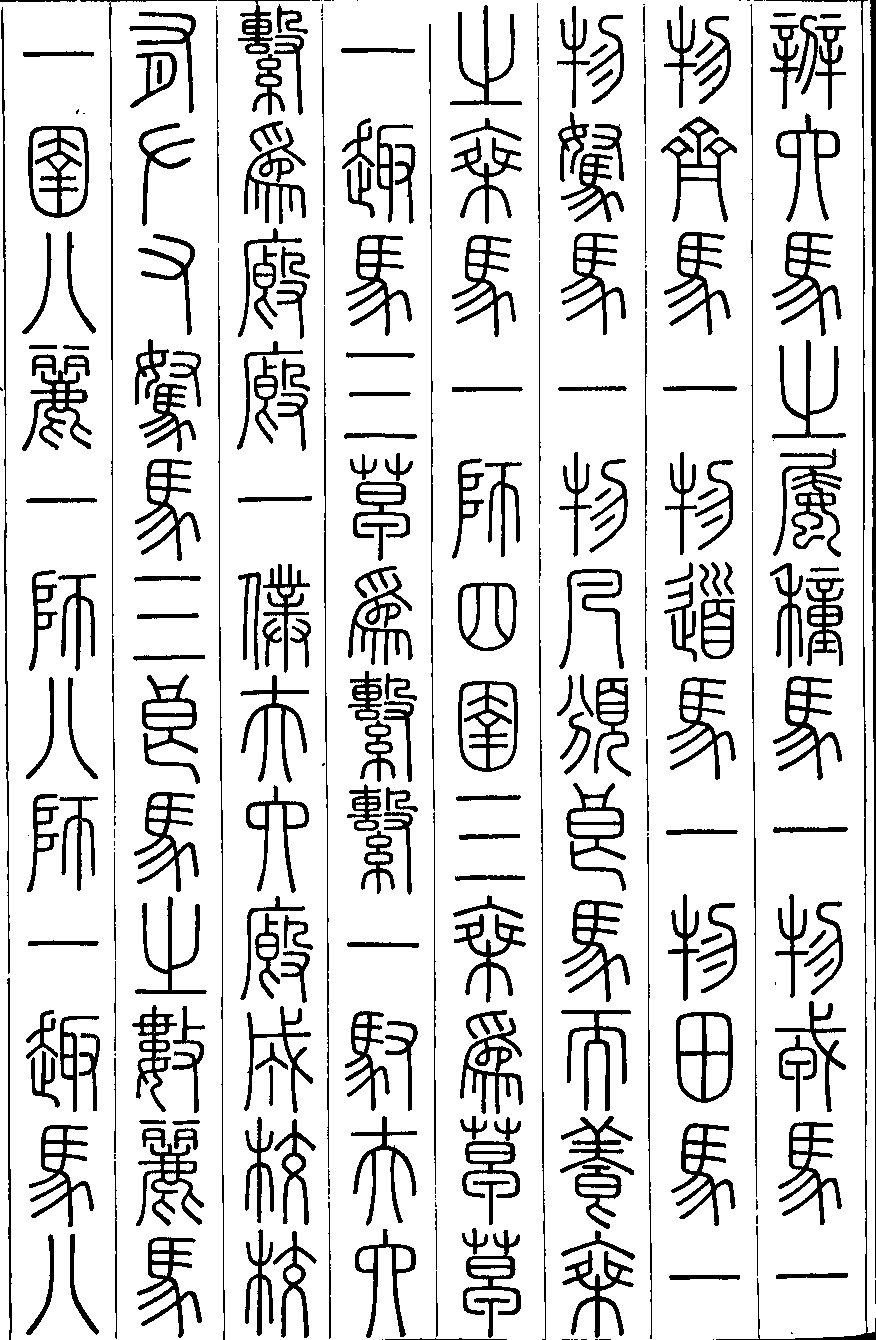 辨六馬之屬種馬一物戎馬一
物齊馬一物道馬一物田馬一
物駑馬一物凡頒良馬而養乘
之乘馬一師四圉三乘為草草
一趣馬三草為繫繫一馭夫六
繫為廄廄一僕夫六廄成校校
有左右駑馬三良馬之數麗馬
一圉八麗一師八師一趣馬八